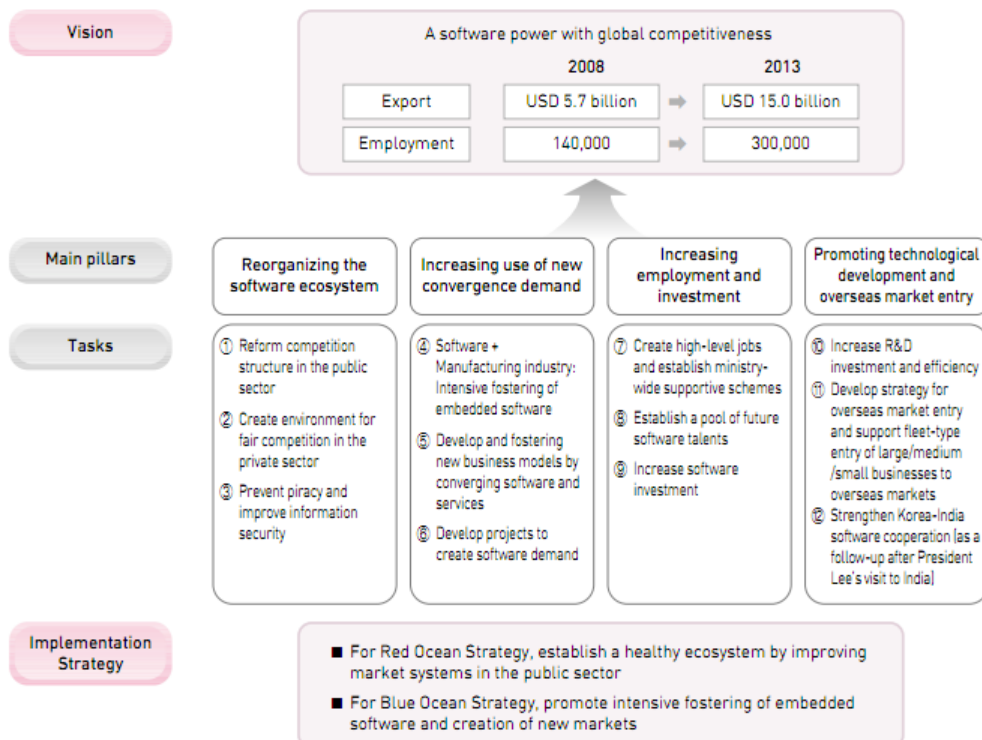 Vision
A software power with global competitiveness
2008 2013
Export USD 5.7 billion USD 15.0 billion
Employment 140,000 300,000
Main pillars
Reorganizing the
software ecosystem
Increasing use of new
convergence demand
Increasing
employment and
investment
Promoting technological
development and
overseas market entry
Tasks
① Reform competition
structure in the public
sector
② Create environment for
fair competition in the
private sector
③ Prevent piracy and
improve information
security
④ Software +
Manufacturing industry:
Intensive fostering of
embedded software
⑤ Develop and fostering
new business models by
converging software and
services
⑥ Develop projects to
create software demand
⑦ Create high-level jobs
and establish ministry-
wide supportive schemes
⑧ Establish a pool of future
software talents
⑨ Increase software
investment
⑩ Increase R&D
investment and efficiency
⑪ Develop strategy for
overseas market entry
and support fleet-type
entry of large/medium
/small businesses to
overseas markets
⑫ Strengthen Korea-India
software cooperation (as a
follow-up after President
Lee's visit to India)
Implementation
Strategy
■ For Red Ocean Strategy, establish a healthy ecosystem by improving
market systems in the public sector
■ For Blue Ocean Strategy, promote intensive fostering of embedded
software and creation of new markets